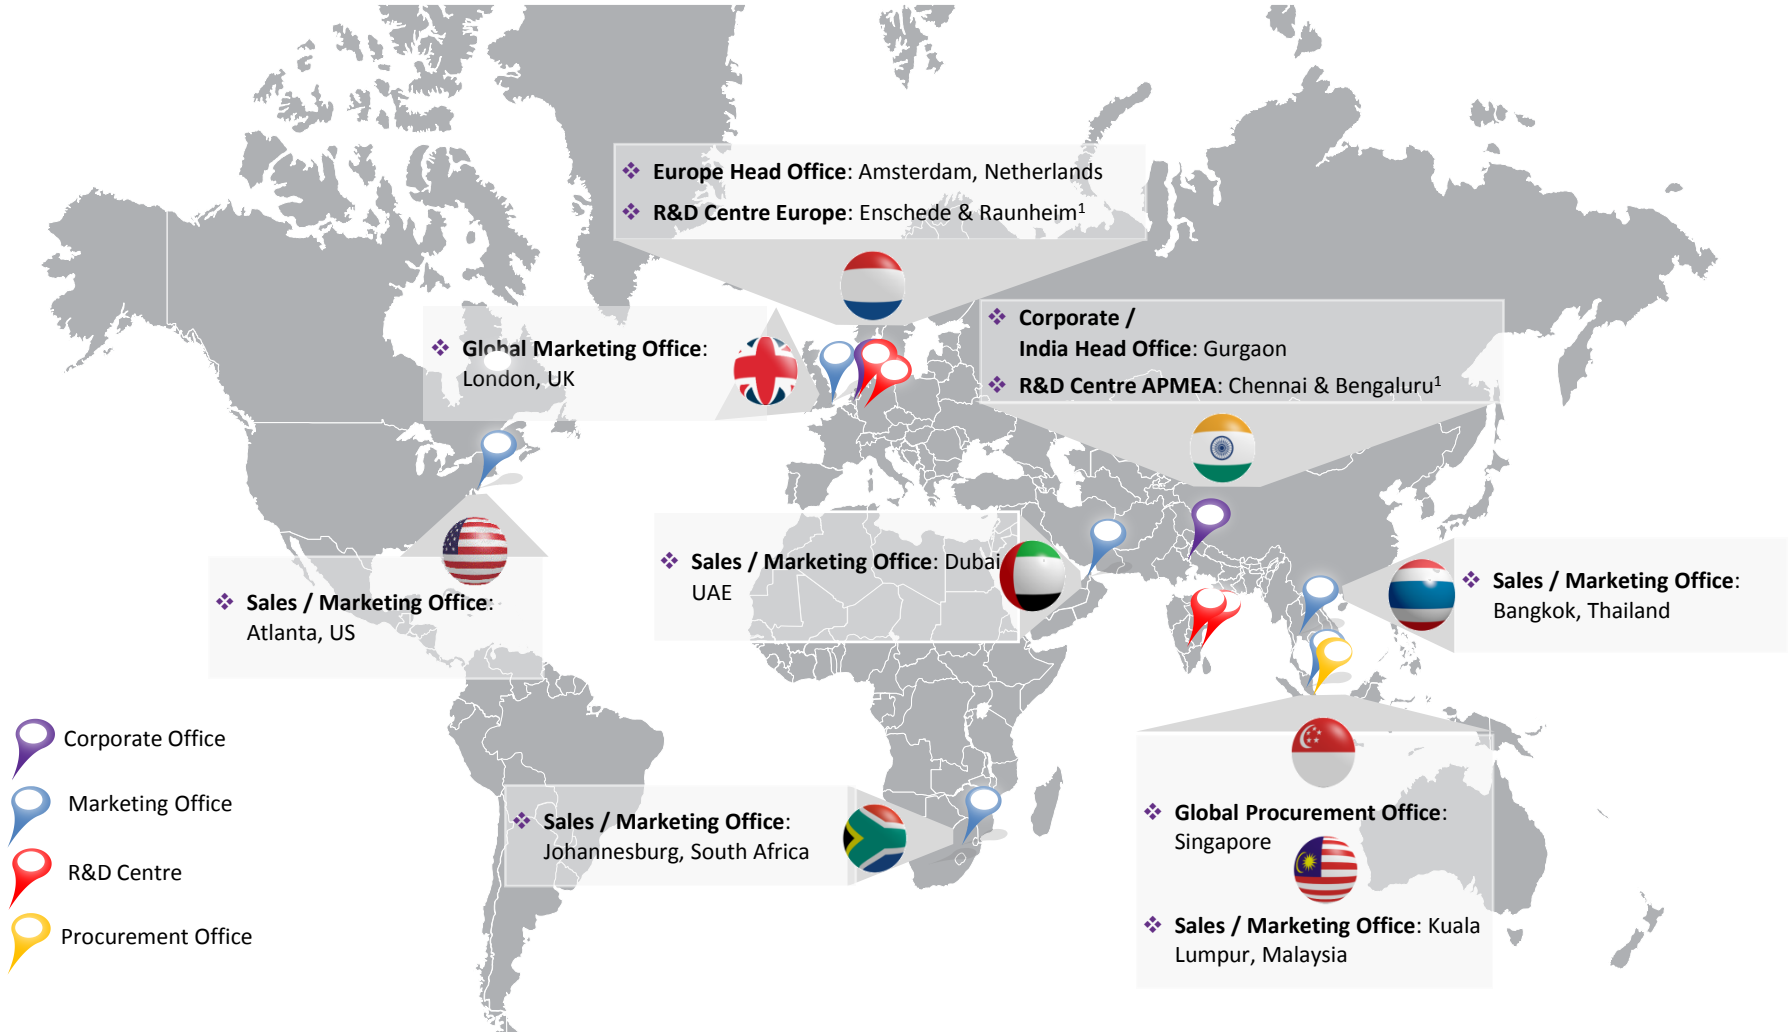 ❖ Europe Head Office: Amsterdam, Netherlands
❖ R&D Centre Europe: Enschede & Raunheim¹
❖ Corporate /
India Head Office: Gurgaon
❖ R&D Centre APMEA: Chennai & Bengaluru¹
❖ Global Marketing Office:
London, UK
❖ Sales / Marketing Office: Dubai
UAE
❖ Sales / Marketing Office:
Bangkok, Thailand
❖ Sales / Marketing Office:
Atlanta, US
❖ Sales / Marketing Office:
Johannesburg, South Africa
❖ Global Procurement Office:
Singapore
❖ Sales / Marketing Office: Kuala
Lumpur, Malaysia
Corporate Office
Marketing Office
R&D Centre
Procurement Office